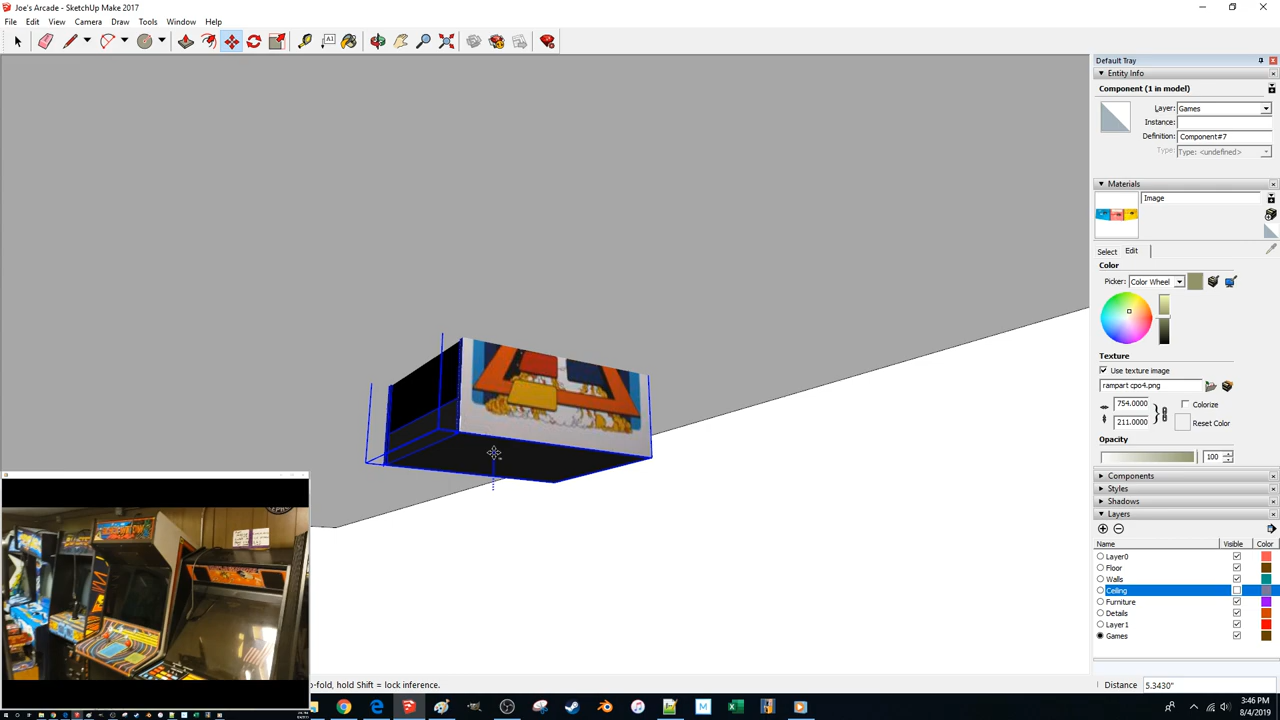 Joe's Arcade - SketchUp Make 2017
File Edit View Camera Draw Tools Window Help
Default Tray
Entity Info
Component (1 in model)
Layer: Games
Instance:
Definition: Component#7
Type: Type: <undefined>
Materials
Image
Select Edit
Color
Picker: Color Wheel
Texture
Use texture image
rampart cpo4.png
754.0000 Colorize
211.0000 Reset Color
Opacity
100
Components
Styles
Shadows
Layers
Name Visible Color
Layer0
Floor
Walls
Ceiling
Furniture
Details
Layer1
Games
o-fold, hold Shift = lock inference.
Distance 5.3430"
3:46 PM
8/4/2019